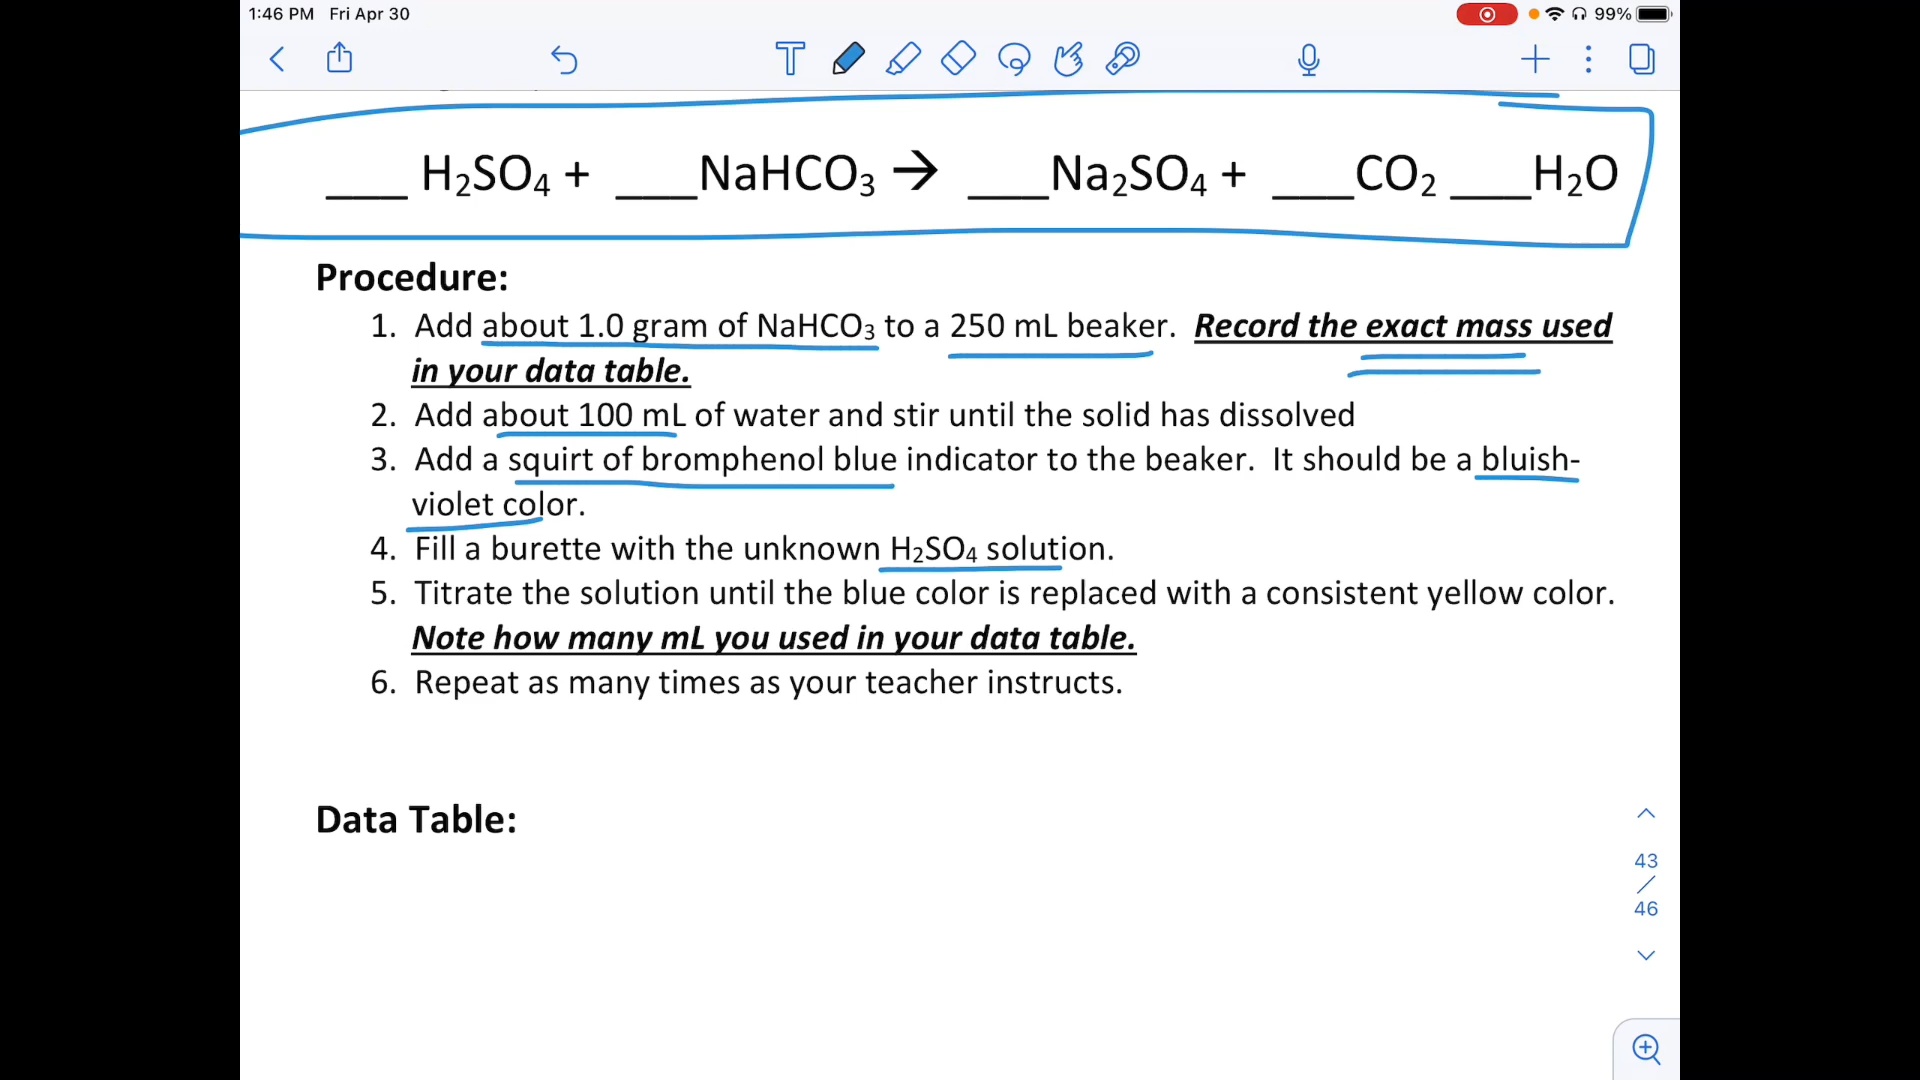 1:46 PM Fri Apr 30 99%
T
___ H₂SO₄ + ___NaHCO₃ → ___Na₂SO₄ + ___CO₂ ___H₂O
Procedure:
1. Add about 1.0 gram of NaHCO₃ to a 250 mL beaker. Record the exact mass used
in your data table.
2. Add about 100 mL of water and stir until the solid has dissolved
3. Add a squirt of bromphenol blue indicator to the beaker. It should be a bluish-
violet color.
4. Fill a burette with the unknown H₂SO₄ solution.
5. Titrate the solution until the blue color is replaced with a consistent yellow color.
Note how many mL you used in your data table.
6. Repeat as many times as your teacher instructs.
Data Table:
43
/
46